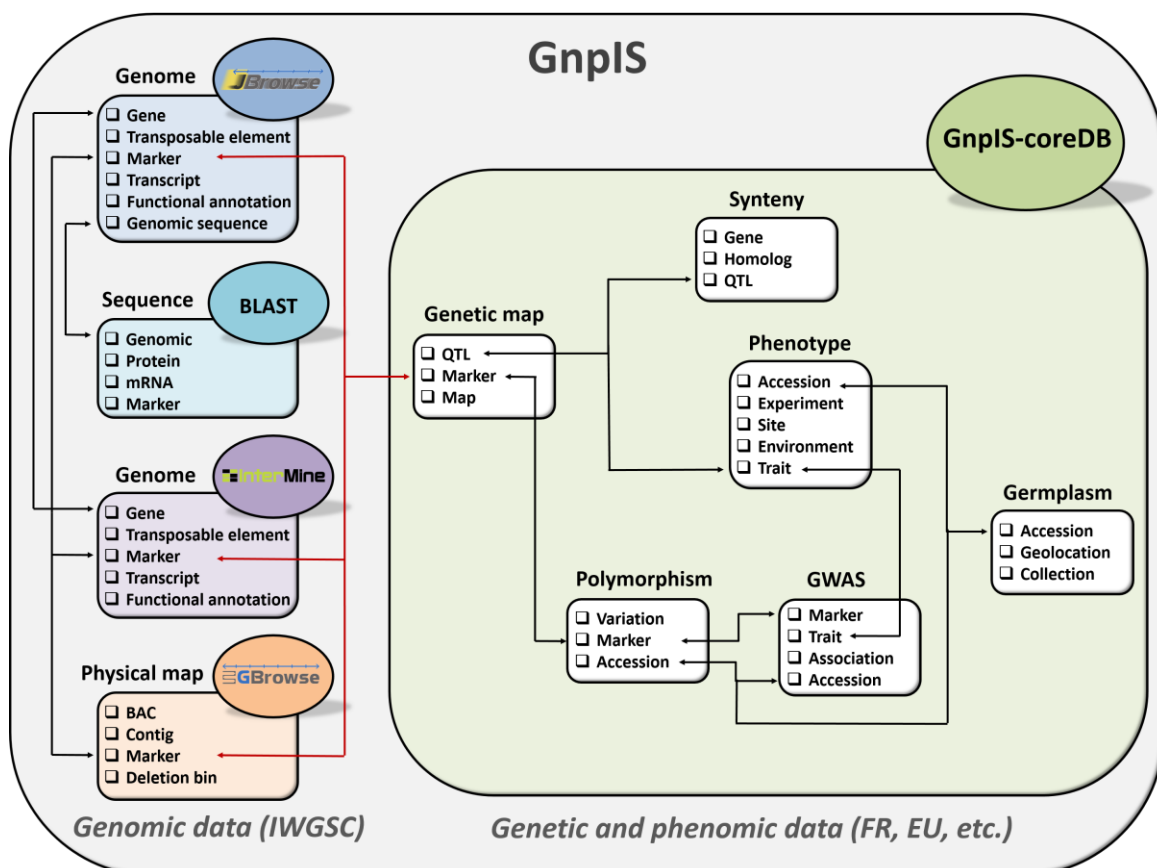 GnpIS
Genome
JBrowse
❑ Gene
❑ Transposable element
❑ Marker
❑ Transcript
❑ Functional annotation
❑ Genomic sequence
Sequence
BLAST
❑ Genomic
❑ Protein
❑ mRNA
❑ Marker
Genome
InterMine
❑ Gene
❑ Transposable element
❑ Marker
❑ Transcript
❑ Functional annotation
Physical map
GBrowse
❑ BAC
❑ Contig
❑ Marker
❑ Deletion bin
Genomic data (IWGSC)
GnpIS-coreDB
Synteny
❑ Gene
❑ Homolog
❑ QTL
Genetic map
❑ QTL
❑ Marker
❑ Map
Phenotype
❑ Accession
❑ Experiment
❑ Site
❑ Environment
❑ Trait
Germplasm
❑ Accession
❑ Geolocation
❑ Collection
Polymorphism
❑ Variation
❑ Marker
❑ Accession
GWAS
❑ Marker
❑ Trait
❑ Association
❑ Accession
Genetic and phenomic data (FR, EU, etc.)